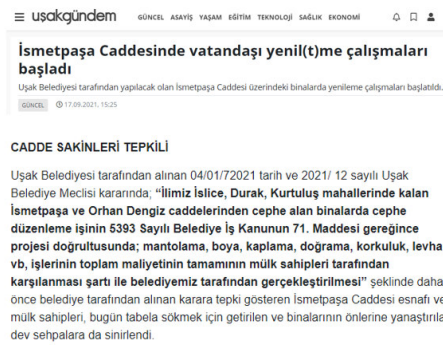 uşakgündem GÜNCEL ASAYİŞ YAŞAM EĞİTİM TEKNOLOJİ SAĞLIK EKONOMİ
İsmetpaşa Caddesinde vatandaşı yenil(t)me çalışmaları
başladı
Uşak Belediyesi tarafından yapılacak olan İsmetpaşa Caddesi üzerindeki binalarda yenileme çalışmaları başlatıldı.
GÜNCEL 17.09.2021, 15:25
CADDE SAKİNLERİ TEPKİLİ
Uşak Belediyesi tarafından alınan 04/01/72021 tarih ve 2021/ 12 sayılı Uşak
Belediye Meclisi kararında; “İlimiz İslice, Durak, Kurtuluş mahallerinde kalan
İsmetpaşa ve Orhan Dengiz caddelerinden cephe alan binalarda cephe
düzenleme işinin 5393 Sayılı Belediye İş Kanunun 71. Maddesi gereğince
projesi doğrultusunda; mantolama, boya, kaplama, doğrama, korkuluk, levha
vb, işlerinin toplam maliyetinin tamamının mülk sahipleri tarafından
karşılanması şartı ile belediyemiz tarafından gerçekleştirilmesi” şeklinde daha
önce belediye tarafından alınan karara tepki gösteren İsmetpaşa Caddesi esnafı ve
mülk sahipleri, bugün tabela sökmek için getirilen ve binalarının önlerine yanaştırıla
dev sehpalara da sinirlendi.